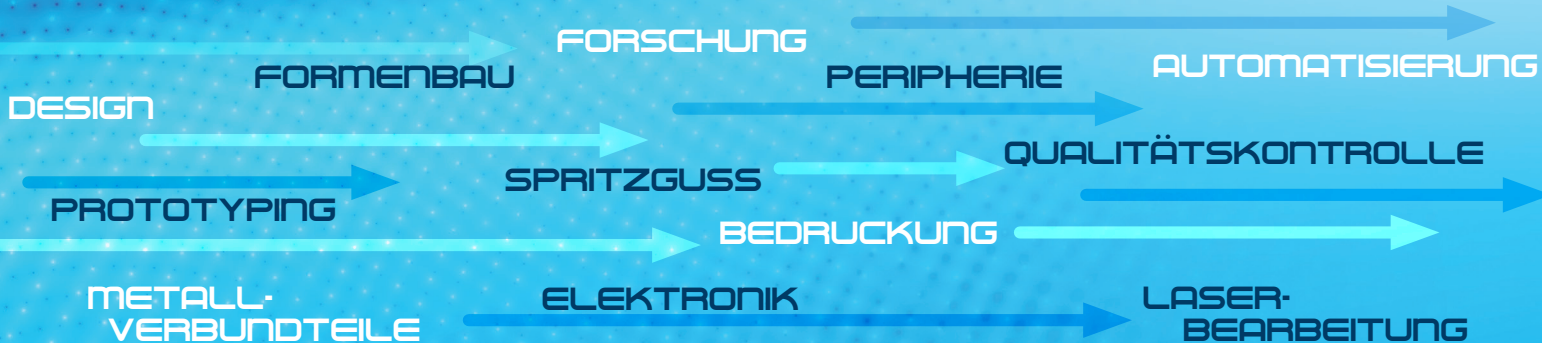 FORSCHUNG
AUTOMATISIERUNG
FORMENBAU
PERIPHERIE
DESIGN
QUALITÄTSKONTROLLE
SPRITZGUSS
PROTOTYPING
BEDRUCKUNG
METALL-
VERBUNDTEILE
ELEKTRONIK
LASER-
BEARBEITUNG